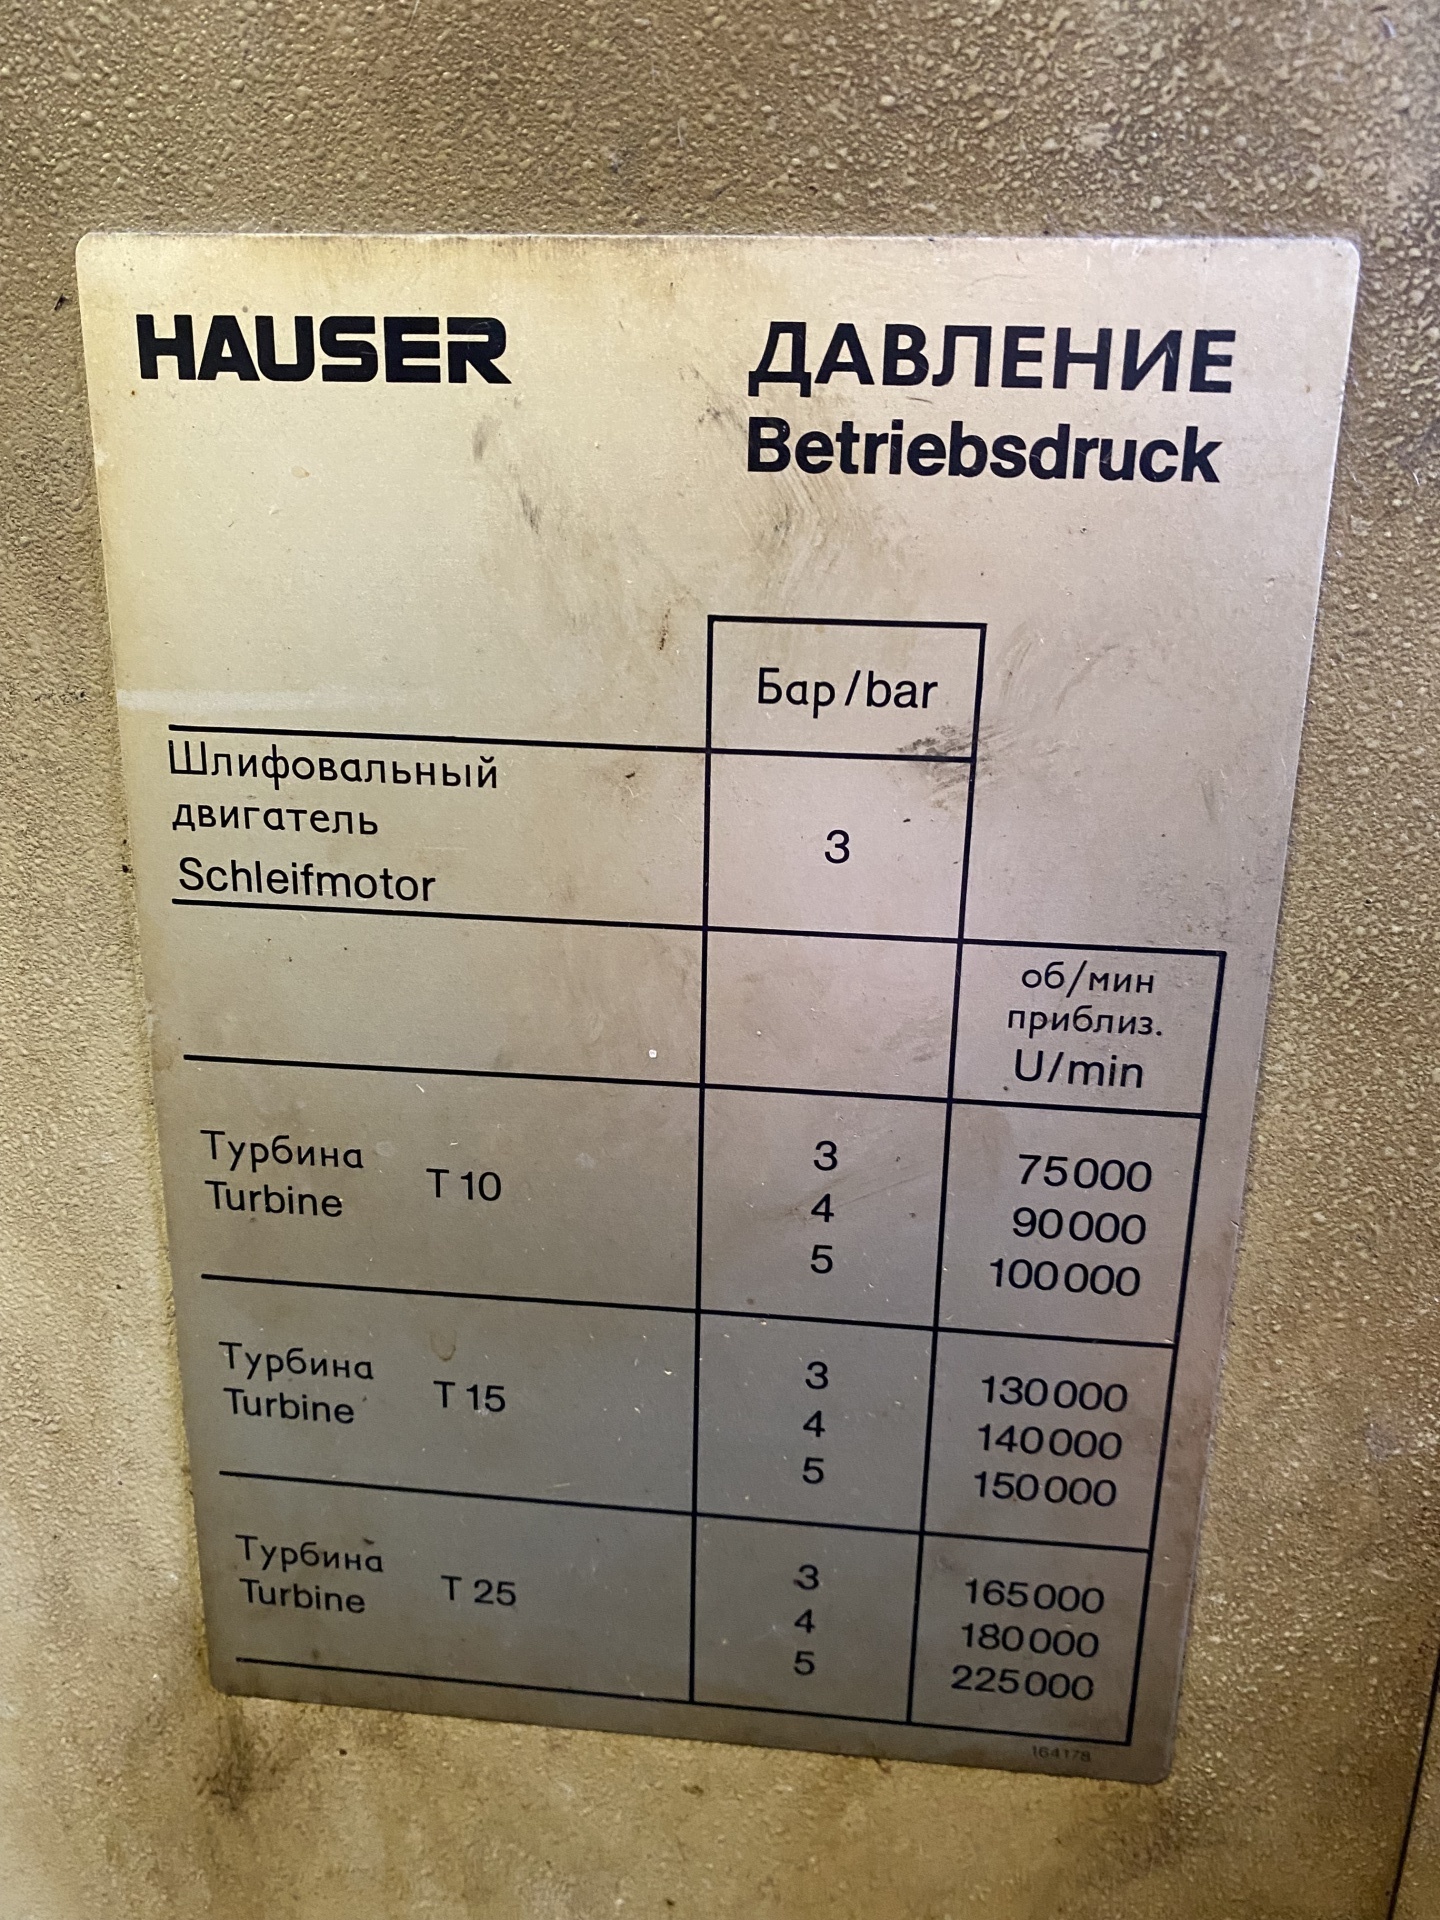 HAUSER
ДАВЛЕНИЕ
Betriebsdruck
Бар/bar
Шлифовальный
двигатель
Schleifmotor
3
об/мин
приблиз.
U/min
Турбина
Turbine
T 10
3 75000
4 90000
5 100000
Турбина
Turbine
T 15
3 130000
4 140000
5 150000
Турбина
Turbine
T 25
3 165000
4 180000
5 225000
164178